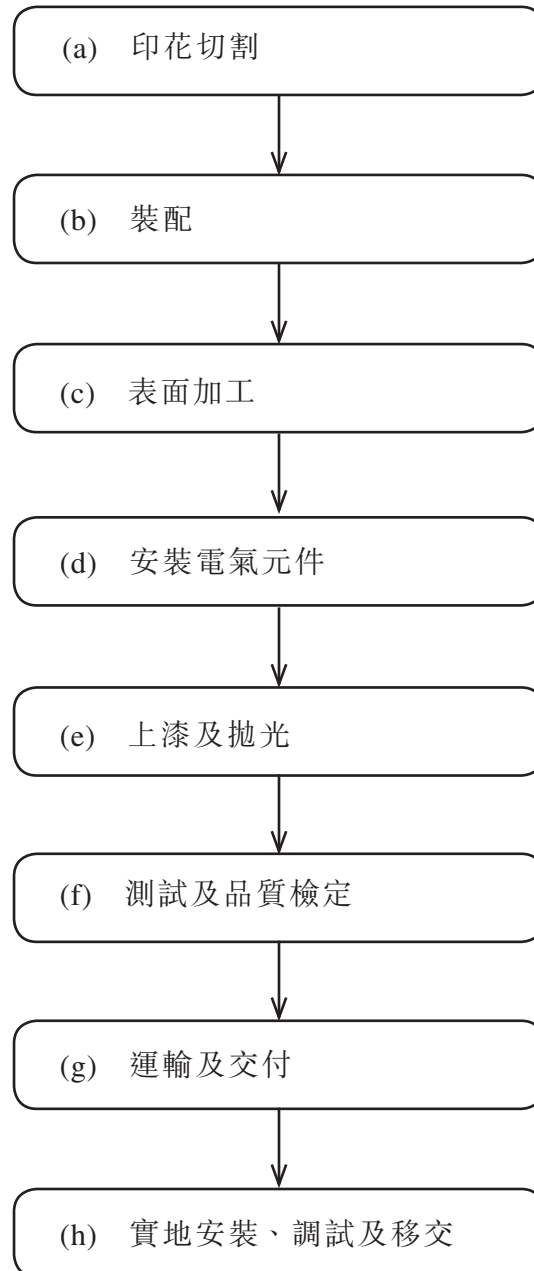 (a) 印花切割
(b) 裝配
(c) 表面加工
(d) 安裝電氣元件
(e) 上漆及拋光
(f) 測試及品質檢定
(g) 運輸及交付
(h) 實地安裝、調試及移交